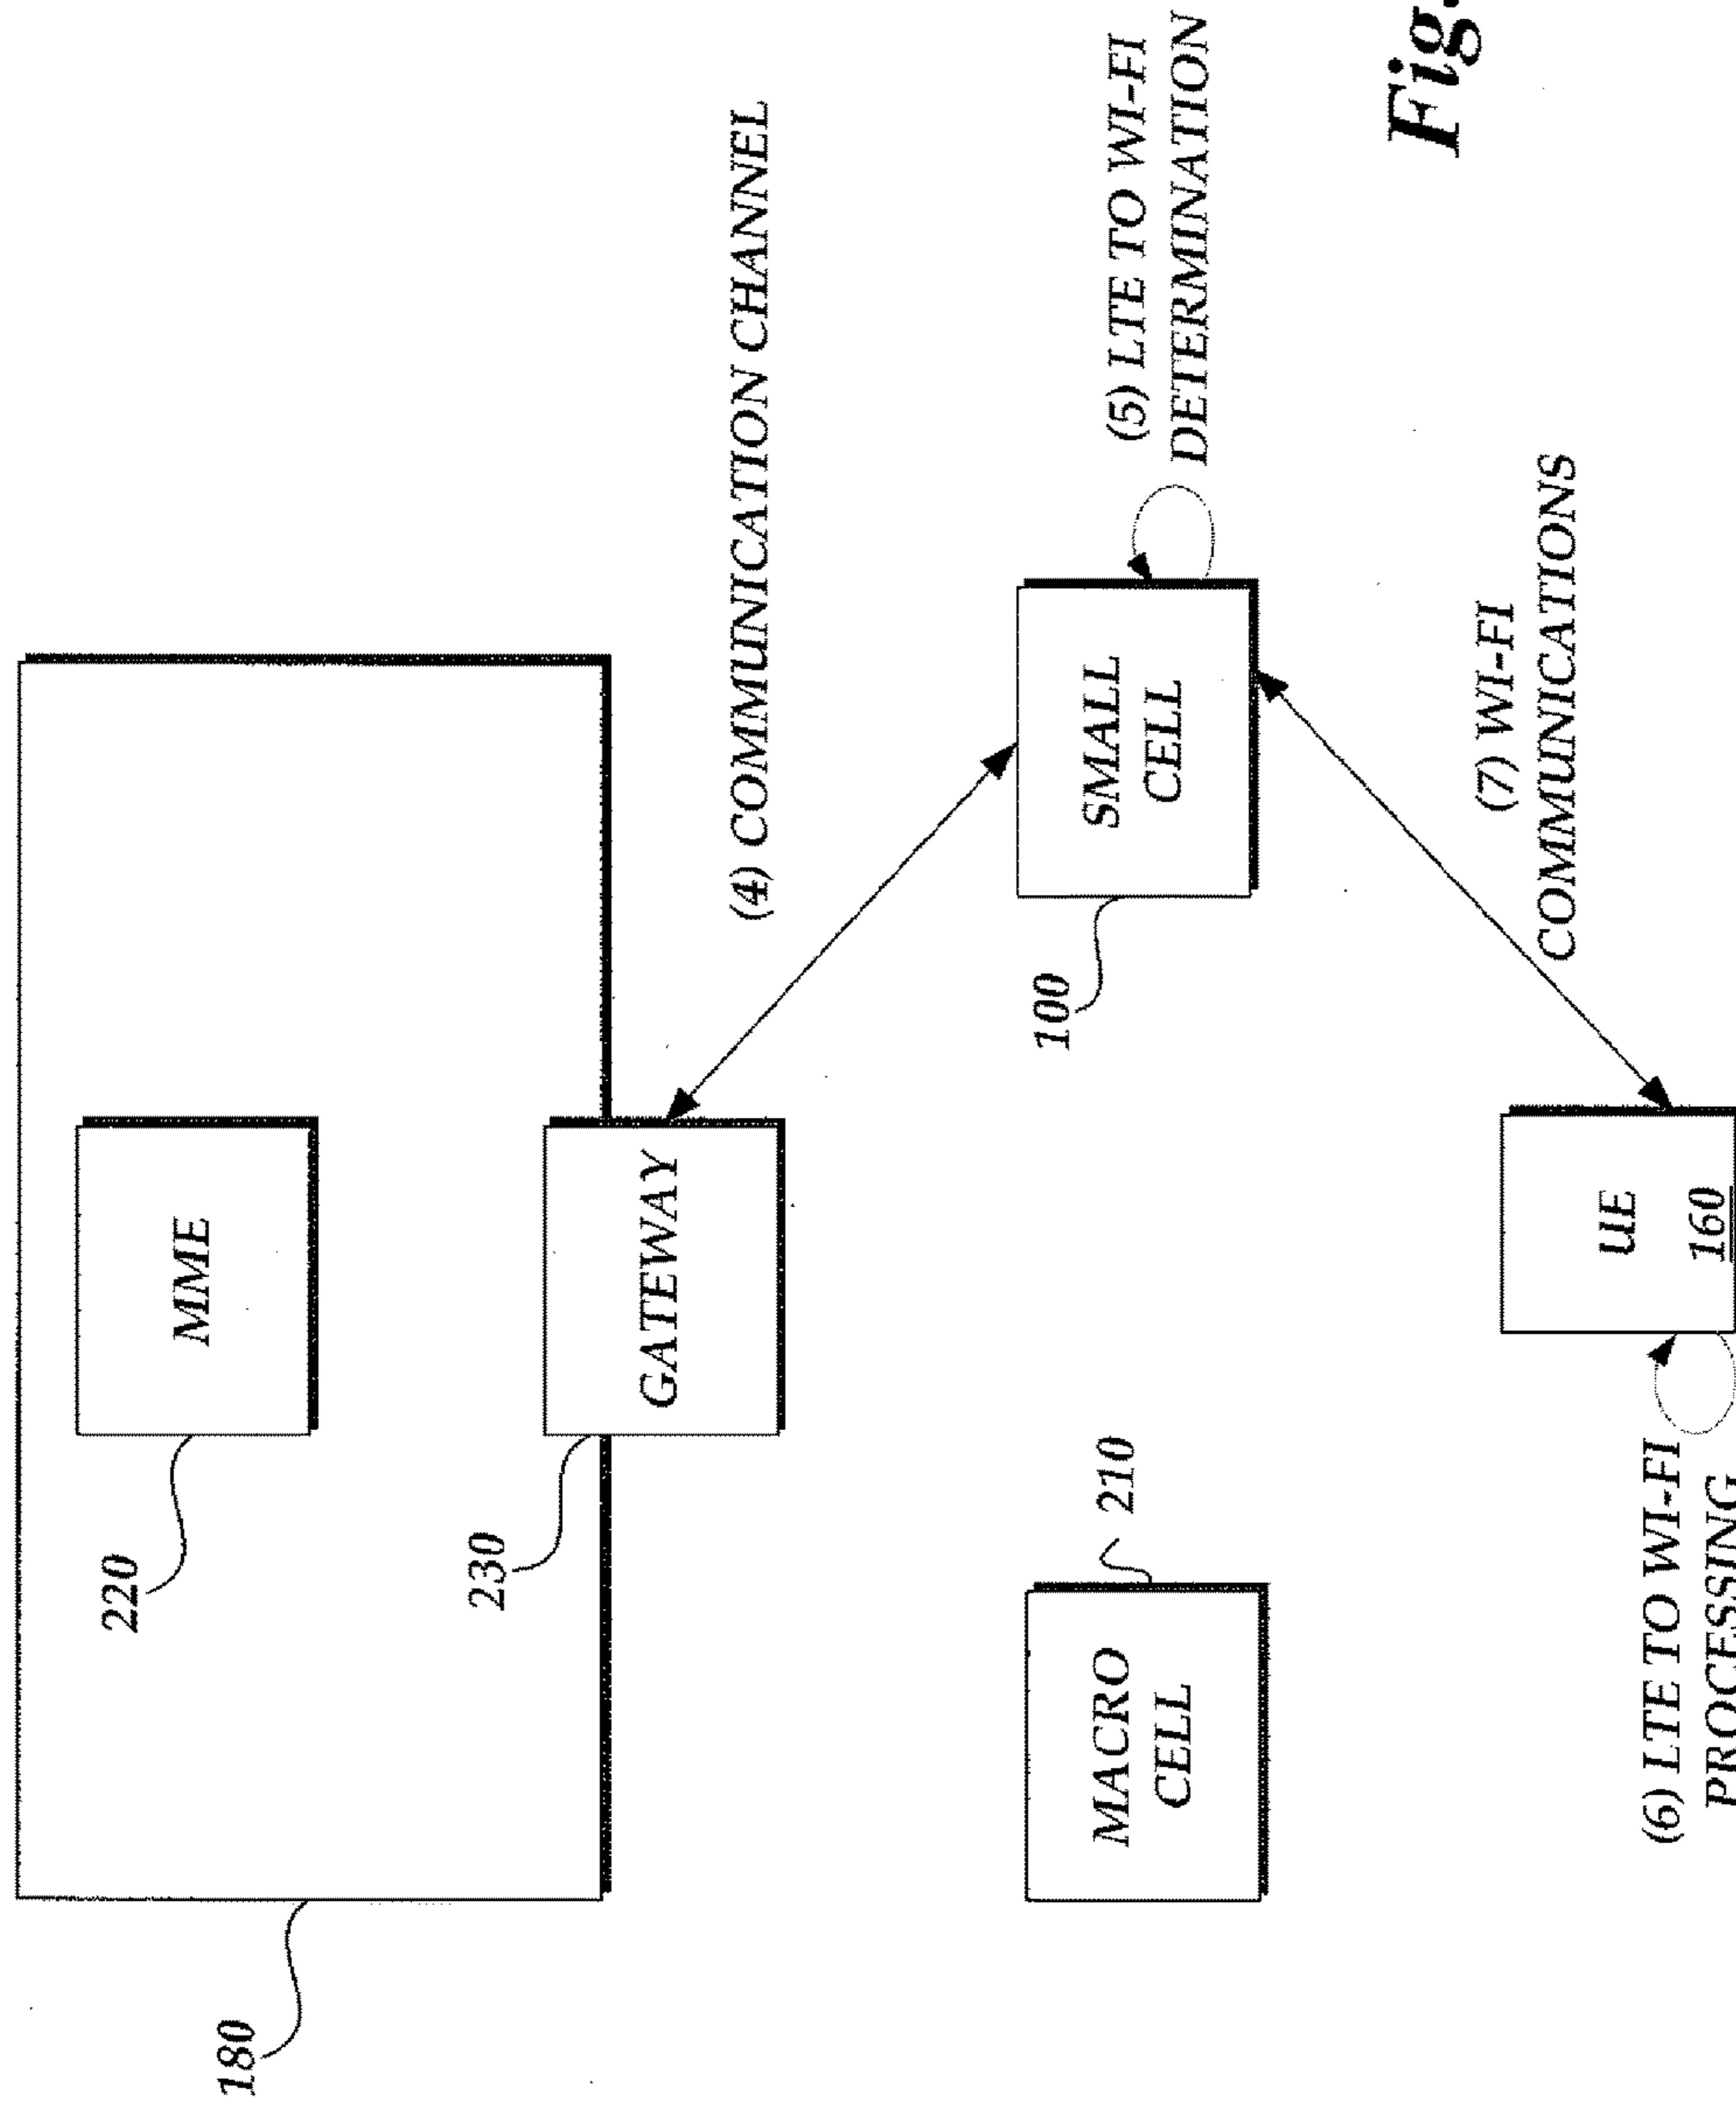 180
220
MME
230
GATEWAY
(4) COMMUNICATION CHANNEL
MACRO
CELL
210
100
SMALL
CELL
(5) LTE TO WI-FI
DETERMINATION
(6) LTE TO WI-FI
PROCESSING
UE
160
(7) WI-FI
COMMUNICATIONS
Fig.